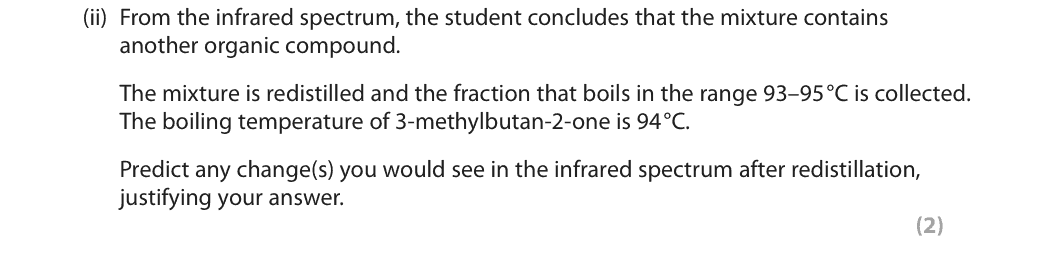 (ii) From the infrared spectrum, the student concludes that the mixture contains
another organic compound.
The mixture is redistilled and the fraction that boils in the range 93–95 °C is collected.
The boiling temperature of 3-methylbutan-2-one is 94 °C.
Predict any change(s) you would see in the infrared spectrum after redistillation,
justifying your answer.
(2)